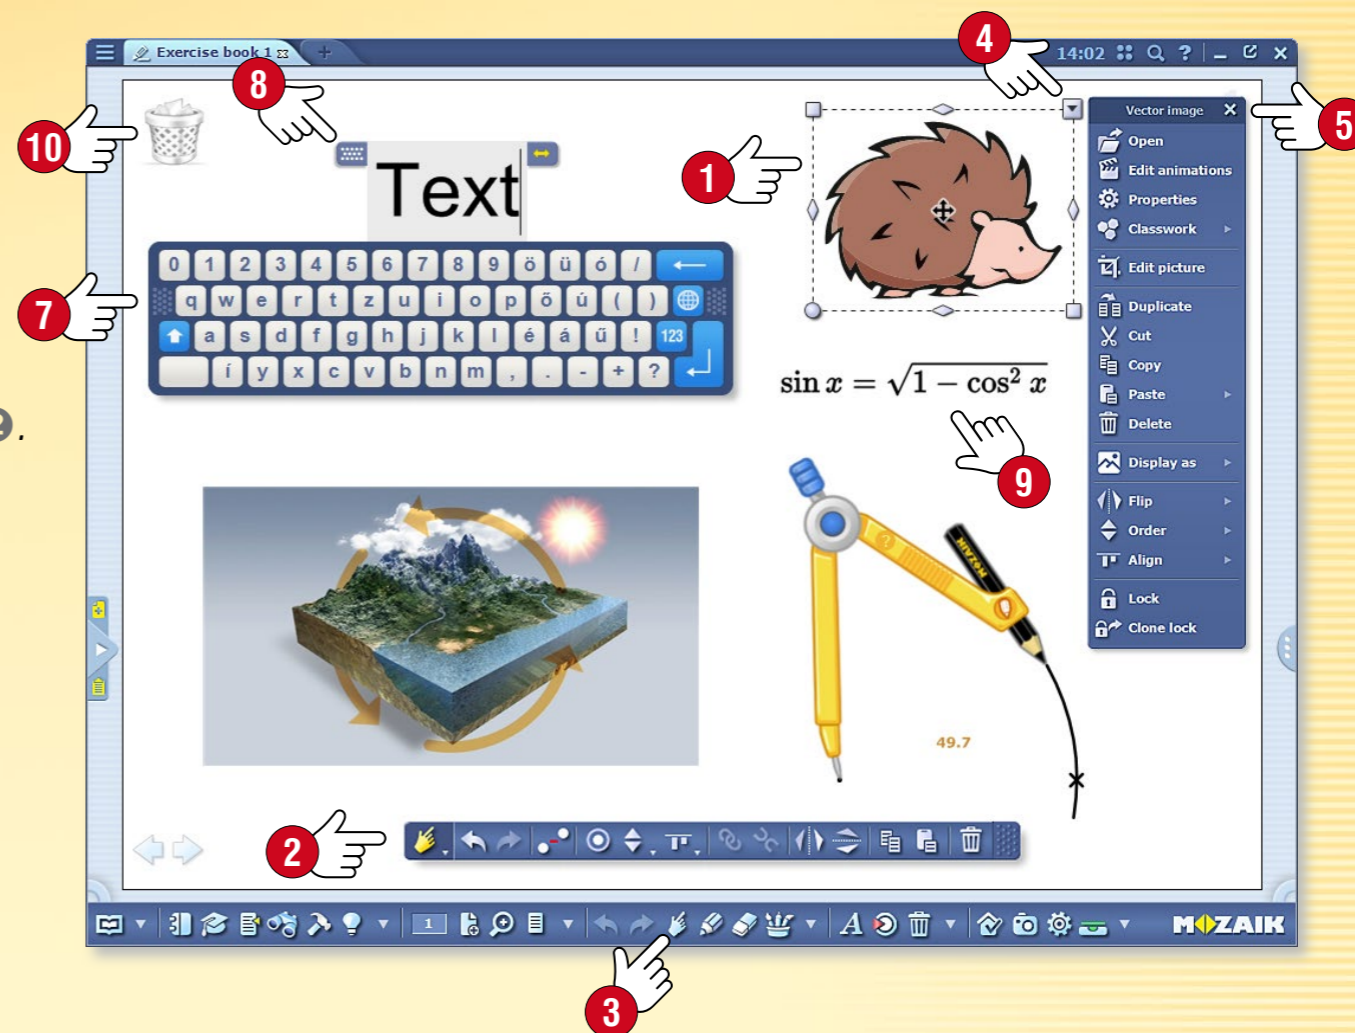 Exercise book 1
14:02
4
8
5
10
1
7
2
3
9
Text
0 1 2 3 4 5 6 7 8 9 ö ü ó /
q w e r t z u i o p ő ú ( )
a s d f g h j k l é á ű ! 123
í y x c v b n m , . - + ?
Vector image
Open
Edit animations
Properties
Classwork
Edit picture
Duplicate
Cut
Copy
Paste
Delete
Display as
Flip
Order
Align
Lock
Clone lock
sin x = √1 − cos² x
MOZAIK
49.7
1
A
MOZAIK